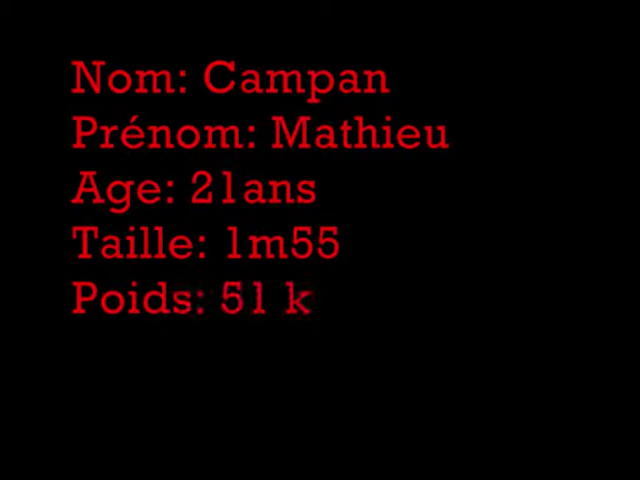 Nom: Campan
Prénom: Mathieu
Age: 21ans
Taille: 1m55
Poids: 51 k